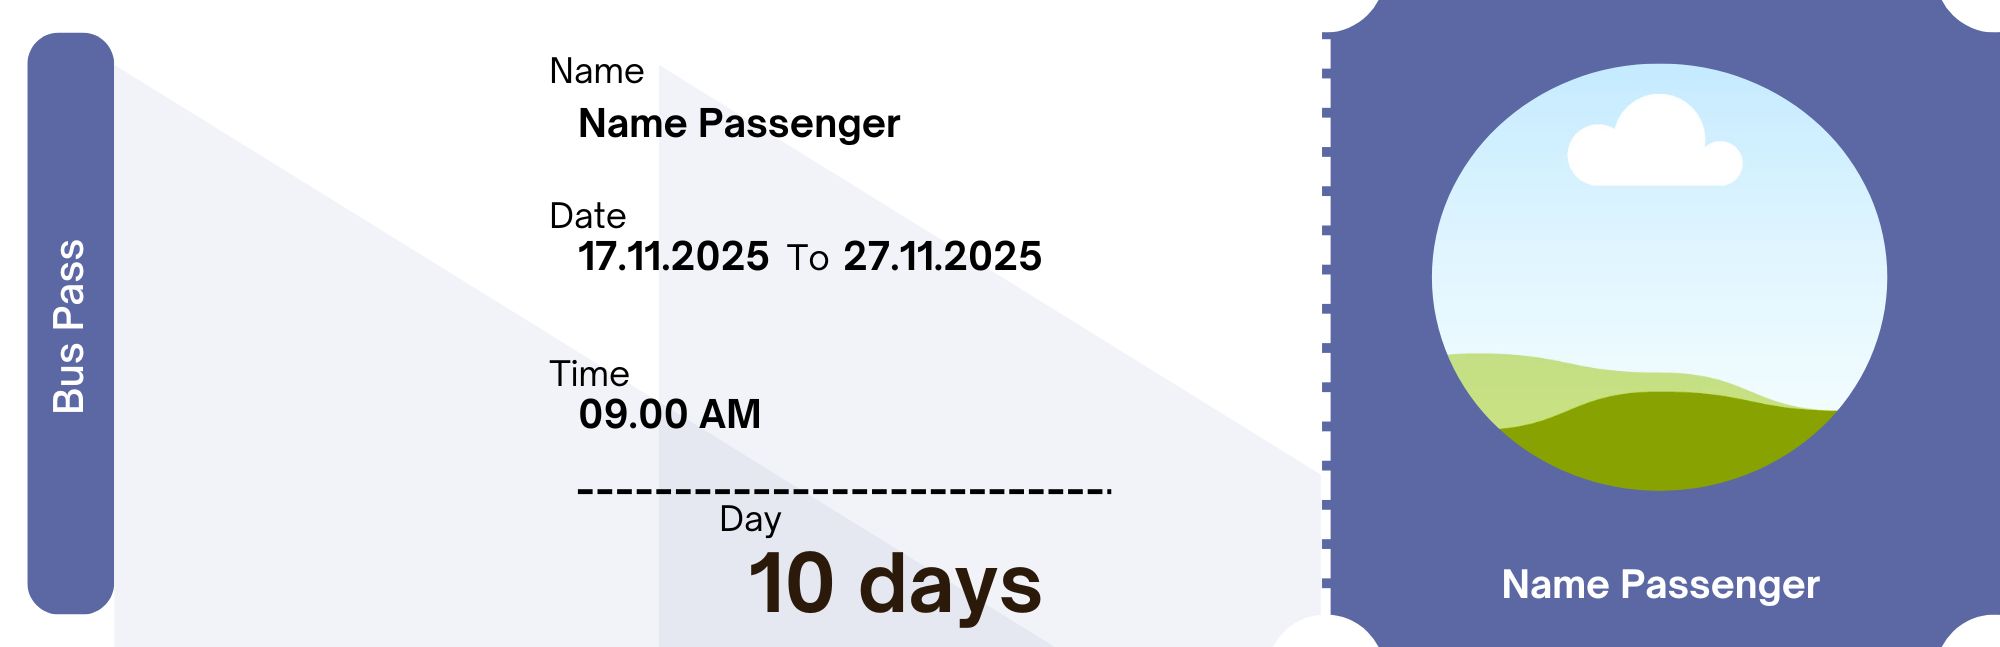 Bus Pass
Name
Name Passenger
Date
17.11.2025 To 27.11.2025
Time
09.00 AM
Day
10 days
Name Passenger